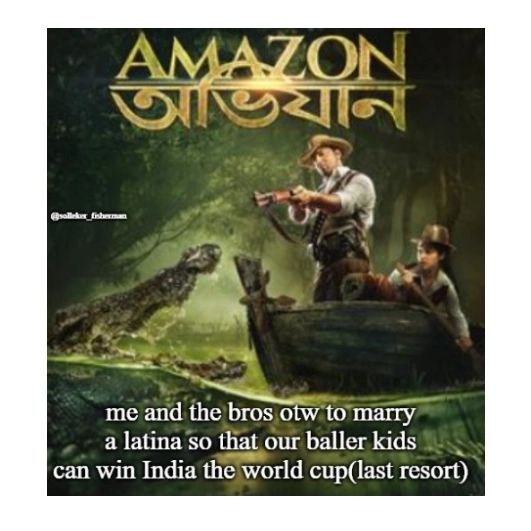 AMAZON
অভিযান
@solleker_fisherman
me and the bros otw to marry
a latina so that our baller kids
can win India the world cup(last resort)